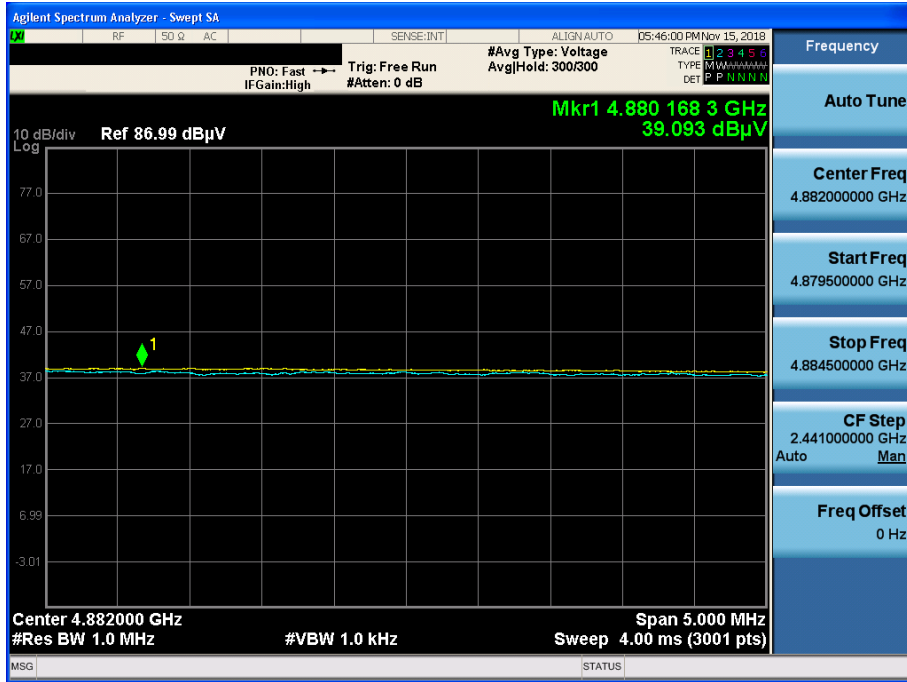 Agilent Spectrum Analyzer - Swept SA
LXI RF 50 Ω AC SENSE:INT ALIGN AUTO 05:46:00 PM Nov 15, 2018
PNO: Fast
IFGain:High
Trig: Free Run
#Atten: 0 dB
#Avg Type: Voltage
Avg|Hold: 300/300
TRACE 1 2 3 4 5 6
TYPE M
DET P P N N N N
Mkr1 4.880 168 3 GHz
39.093 dBµV
10 dB/div Ref 86.99 dBµV
Log
77.0
67.0
57.0
47.0
1
37.0
27.0
17.0
6.99
-3.01
Center 4.882000 GHz Span 5.000 MHz
#Res BW 1.0 MHz #VBW 1.0 kHz Sweep 4.00 ms (3001 pts)
MSG STATUS
Frequency
Auto Tune
Center Freq
4.882000000 GHz
Start Freq
4.879500000 GHz
Stop Freq
4.884500000 GHz
CF Step
2.441000000 GHz
Auto Man
Freq Offset
0 Hz